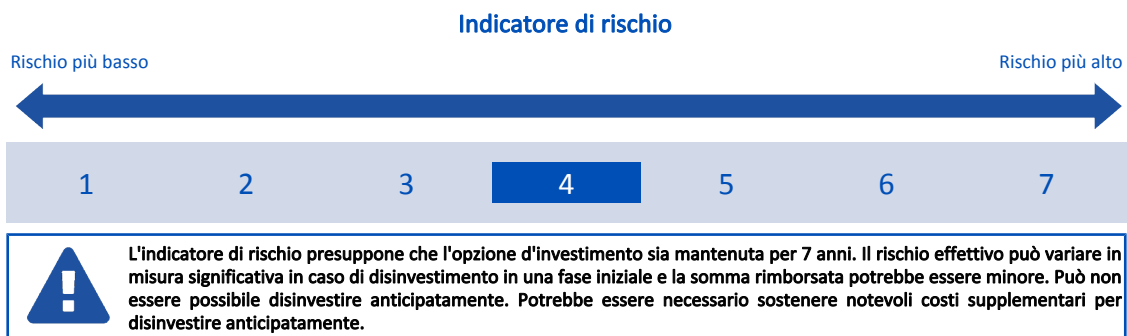 Indicatore di rischio
Rischio più basso
Rischio più alto
1 2 3 4 5 6 7
L'indicatore di rischio presuppone che l'opzione d'investimento sia mantenuta per 7 anni. Il rischio effettivo può variare in
misura significativa in caso di disinvestimento in una fase iniziale e la somma rimborsata potrebbe essere minore. Può non
essere possibile disinvestire anticipatamente. Potrebbe essere necessario sostenere notevoli costi supplementari per
disinvestire anticipatamente.